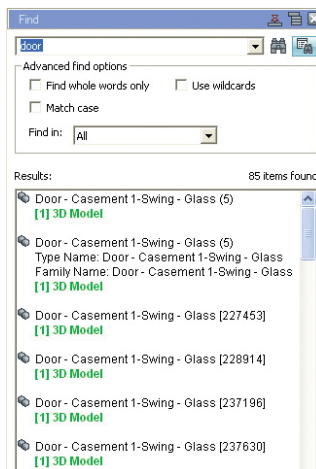 Find
door
Advanced find options
Find whole words only
Use wildcards
Match case
Find in: All
Results: 85 items found
Door - Casement 1-Swing - Glass (5)
[1] 3D Model
Door - Casement 1-Swing - Glass (5)
Type Name: Door - Casement 1-Swing - Glass
Family Name: Door - Casement 1-Swing - Glass
[1] 3D Model
Door - Casement 1-Swing - Glass [227453]
[1] 3D Model
Door - Casement 1-Swing - Glass [228914]
[1] 3D Model
Door - Casement 1-Swing - Glass [237196]
[1] 3D Model
Door - Casement 1-Swing - Glass [237630]
[1] 3D Model